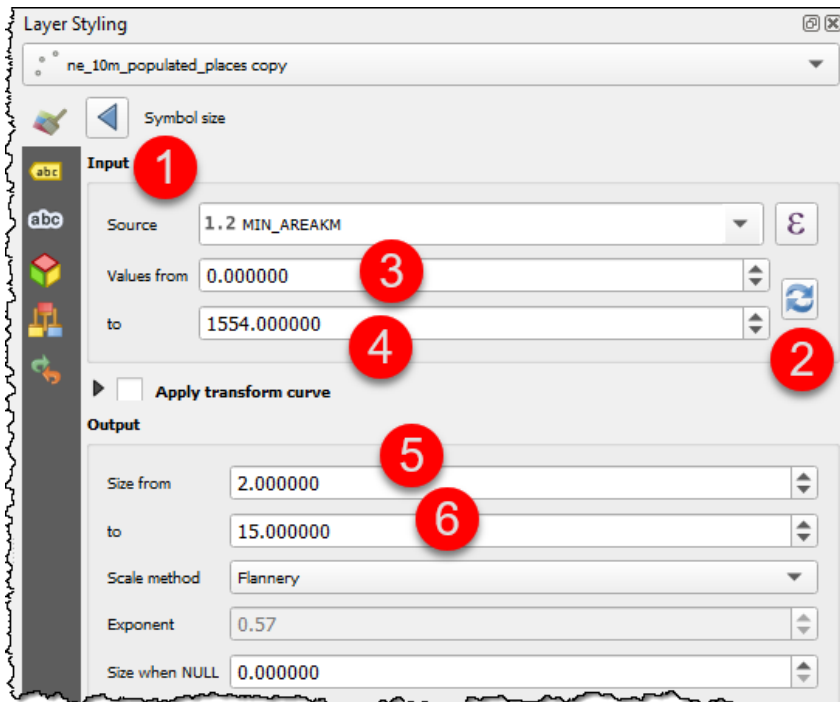 Layer Styling
ne_10m_populated_places copy
Symbol size
abc
Input 1
abc
Source 1.2 MIN_AREAKM ε
Values from 0.000000 3
to 1554.000000 4
2
Apply transform curve
Output
5
Size from 2.000000
6
to 15.000000
Scale method Flannery
Exponent 0.57
Size when NULL 0.000000